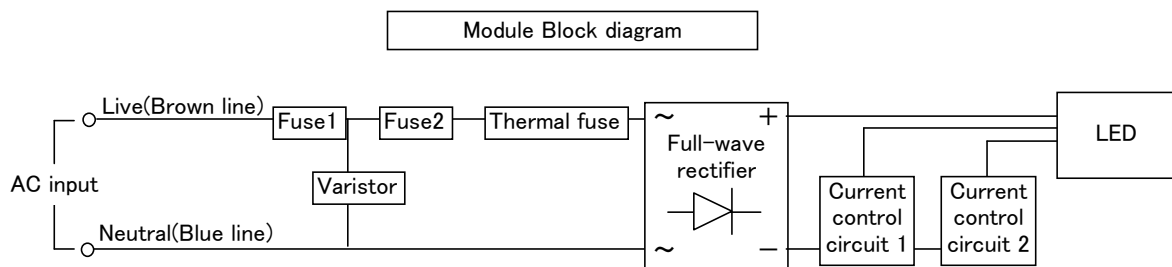 Module Block diagram
Live(Brown line)
Fuse1
Fuse2
Thermal fuse
~
+
Full-wave
rectifier
LED
AC input
Varistor
Current
control
circuit 1
Current
control
circuit 2
Neutral(Blue line)
~
−